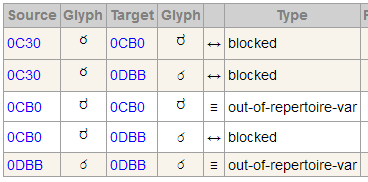 Source Glyph Target Glyph Type
0C30 ర 0CB0 ರ ↔ blocked
0C30 ర 0DBB ර ↔ blocked
0CB0 ರ 0CB0 ರ ≡ out-of-repertoire-var
0CB0 ರ 0DBB ර ↔ blocked
0DBB ර 0DBB ර ≡ out-of-repertoire-var